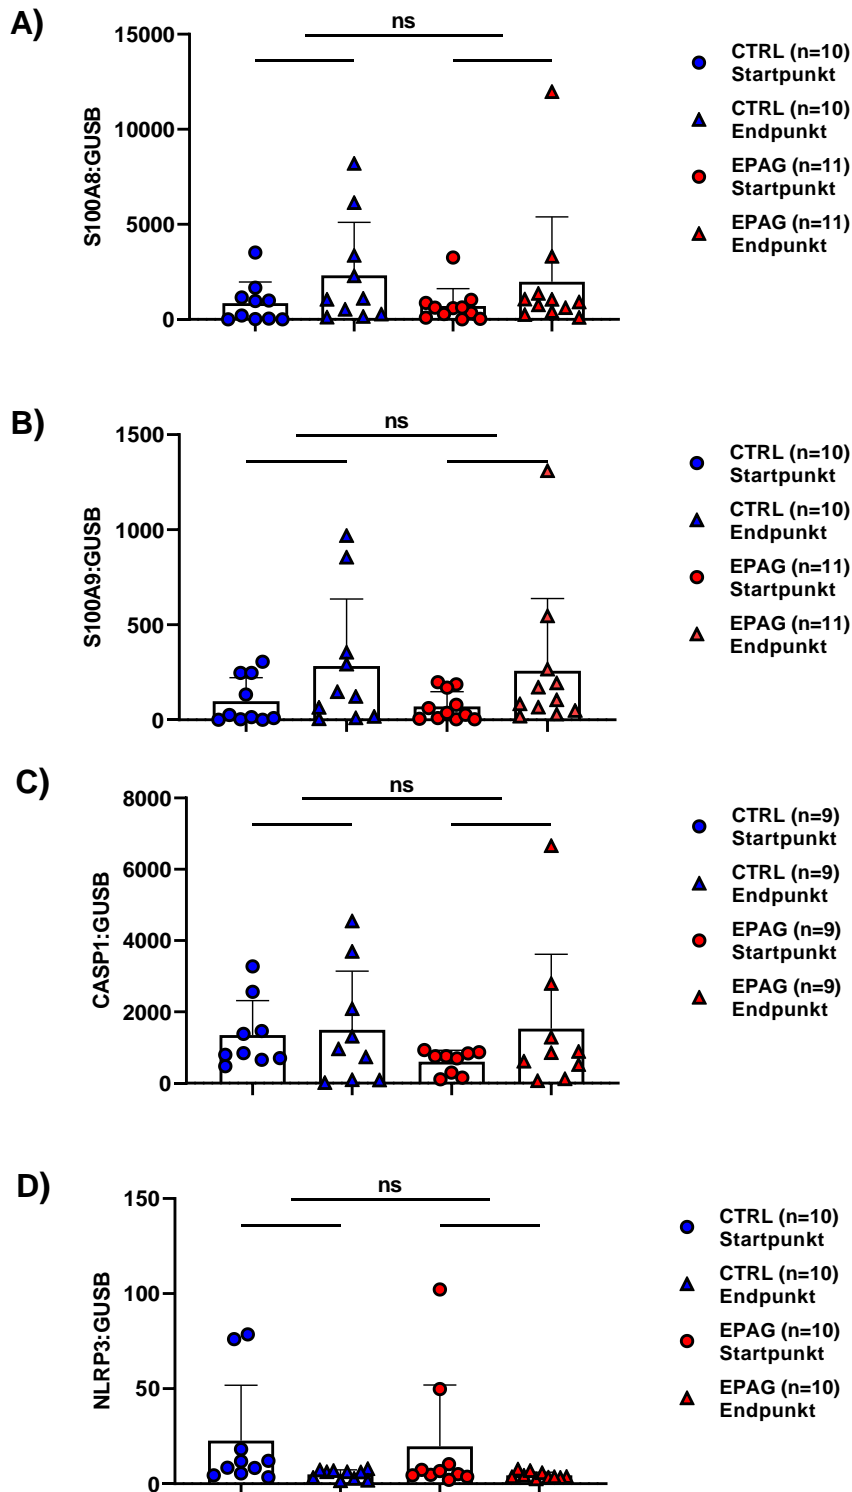 A)
ns
15000
10000
5000
0
S100A8:GUSB
CTRL (n=10)
Startpunkt
CTRL (n=10)
Endpunkt
EPAG (n=11)
Startpunkt
EPAG (n=11)
Endpunkt
B)
ns
1500
1000
500
0
S100A9:GUSB
CTRL (n=10)
Startpunkt
CTRL (n=10)
Endpunkt
EPAG (n=11)
Startpunkt
EPAG (n=11)
Endpunkt
C)
ns
8000
6000
4000
2000
0
CASP1:GUSB
CTRL (n=9)
Startpunkt
CTRL (n=9)
Endpunkt
EPAG (n=9)
Startpunkt
EPAG (n=9)
Endpunkt
D)
ns
150
100
50
0
NLRP3:GUSB
CTRL (n=10)
Startpunkt
CTRL (n=10)
Endpunkt
EPAG (n=10)
Startpunkt
EPAG (n=10)
Endpunkt